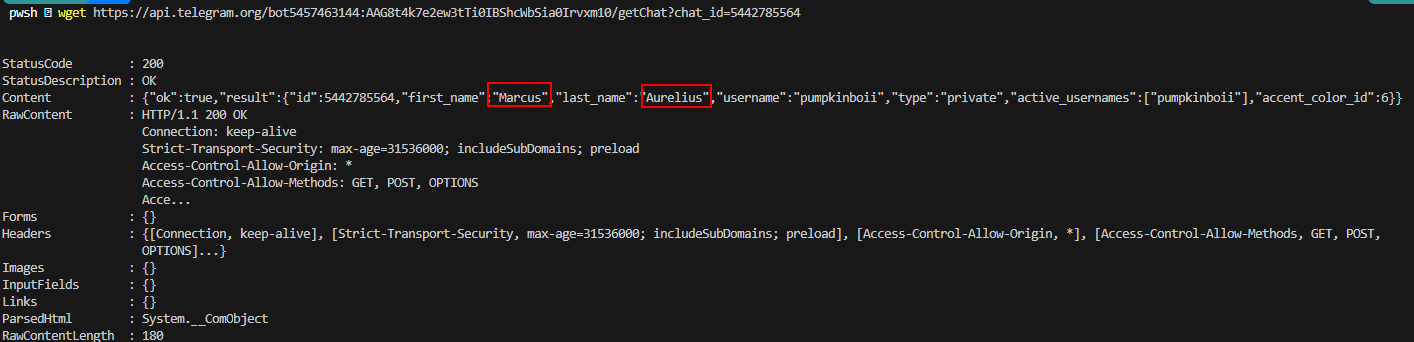 pwsh wget https://api.telegram.org/bot5457463144:AAG8t4k7e2ew3tTi0IBShcWbSia0Irvxm10/getChat?chat_id=5442785564
StatusCode : 200
StatusDescription : OK
Content : {"ok":true,"result":{"id":5442785564,"first_name":"Marcus","last_name":"Aurelius","username":"pumpkinboii","type":"private","active_usernames":["pumpkinboii"],"accent_color_id":6}}
RawContent : HTTP/1.1 200 OK
Connection: keep-alive
Strict-Transport-Security: max-age=31536000; includeSubDomains; preload
Access-Control-Allow-Origin: *
Access-Control-Allow-Methods: GET, POST, OPTIONS
Acce...
Forms : {}
Headers : {[Connection, keep-alive], [Strict-Transport-Security, max-age=31536000; includeSubDomains; preload], [Access-Control-Allow-Origin, *], [Access-Control-Allow-Methods, GET, POST,
OPTIONS]...}
Images : {}
InputFields : {}
Links : {}
ParsedHtml : System.__ComObject
RawContentLength : 180